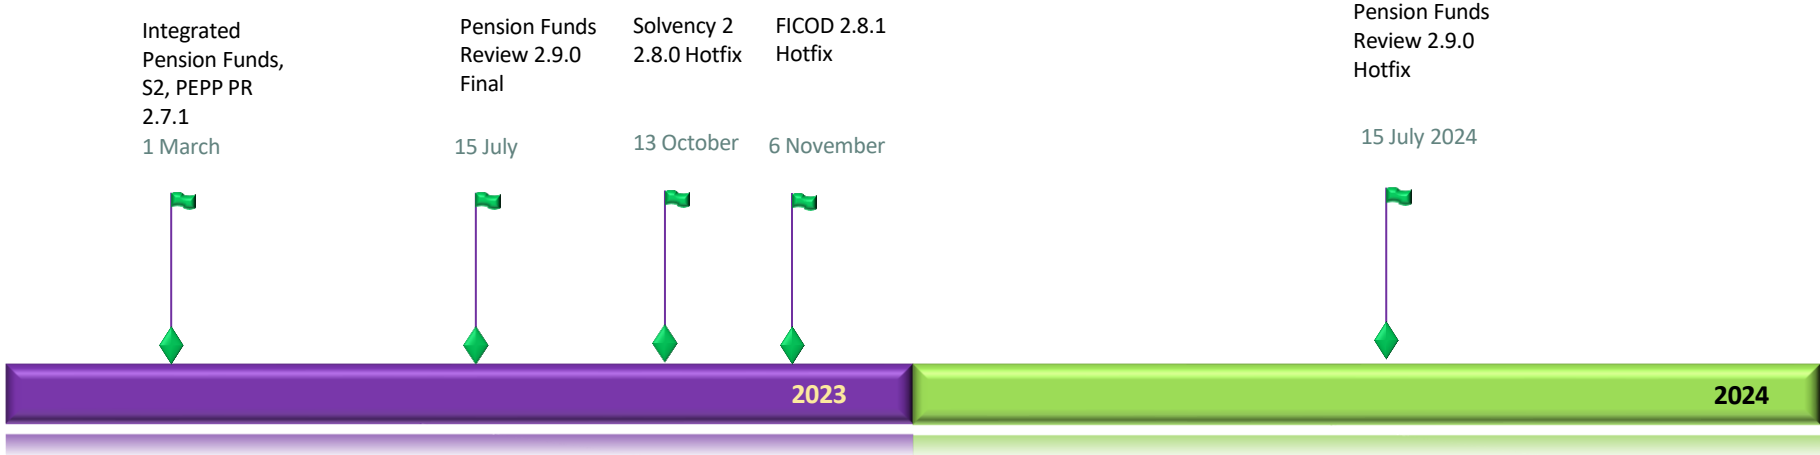 Integrated
Pension Funds,
S2, PEPP PR
2.7.1
1 March
Pension Funds
Review 2.9.0
Final
15 July
Solvency 2
2.8.0 Hotfix
13 October
FICOD 2.8.1
Hotfix
6 November
Pension Funds
Review 2.9.0
Hotfix
15 July 2024
2023
2024